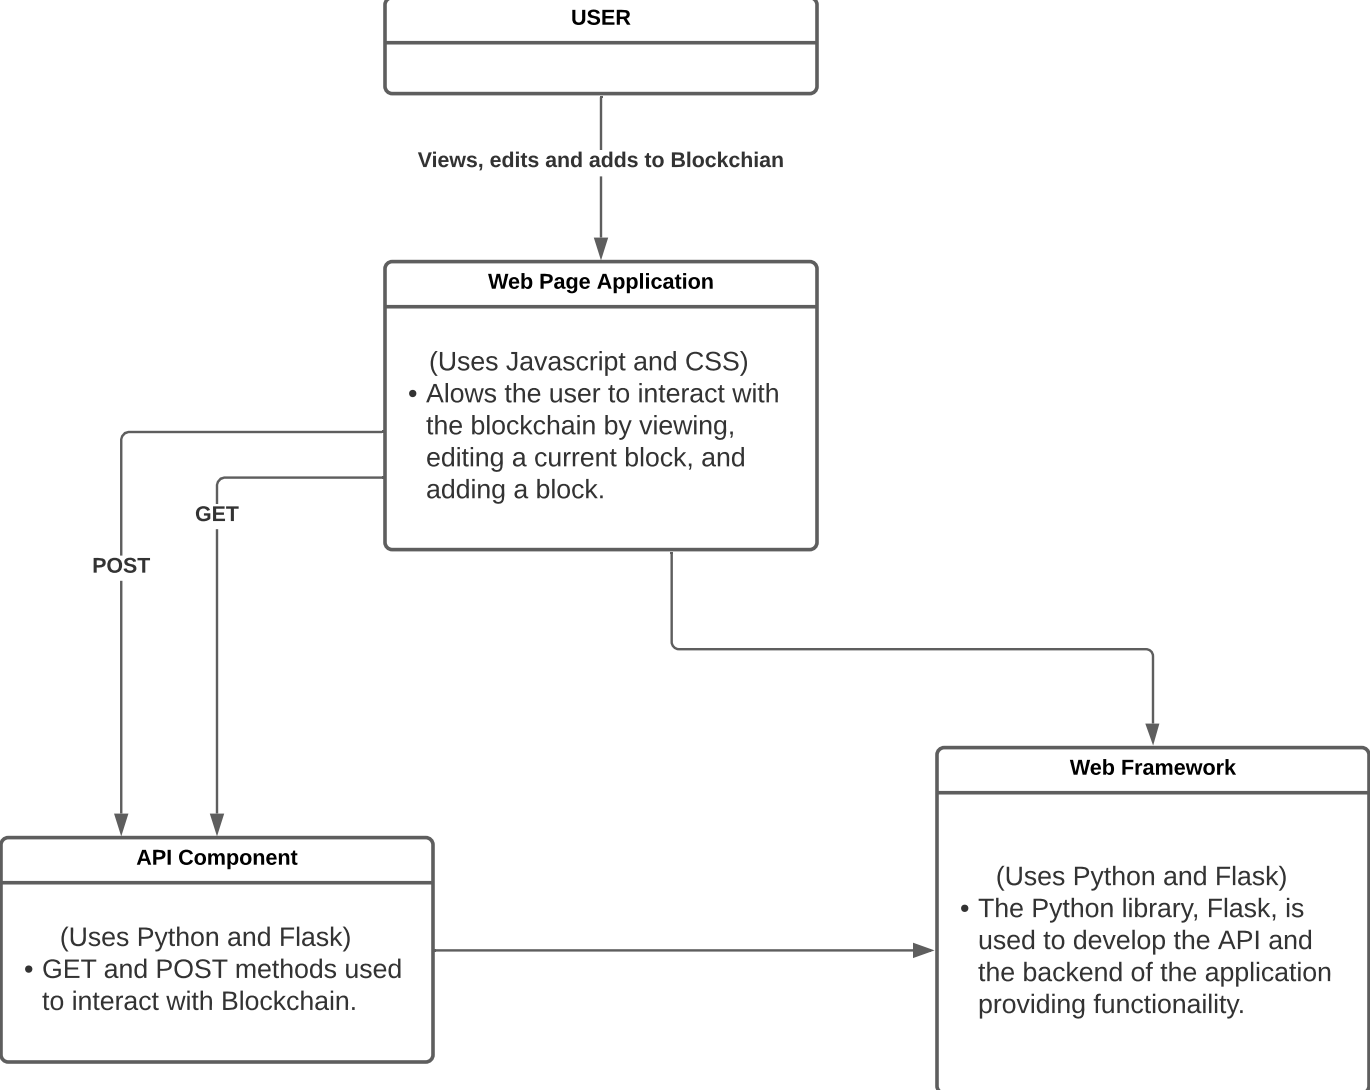 USER
Views, edits and adds to Blockchian
Web Page Application
(Uses Javascript and CSS)
• Alows the user to interact with
the blockchain by viewing,
editing a current block, and
adding a block.
GET
POST
Web Framework
(Uses Python and Flask)
• The Python library, Flask, is
used to develop the API and
the backend of the application
providing functionaility.
API Component
(Uses Python and Flask)
• GET and POST methods used
to interact with Blockchain.